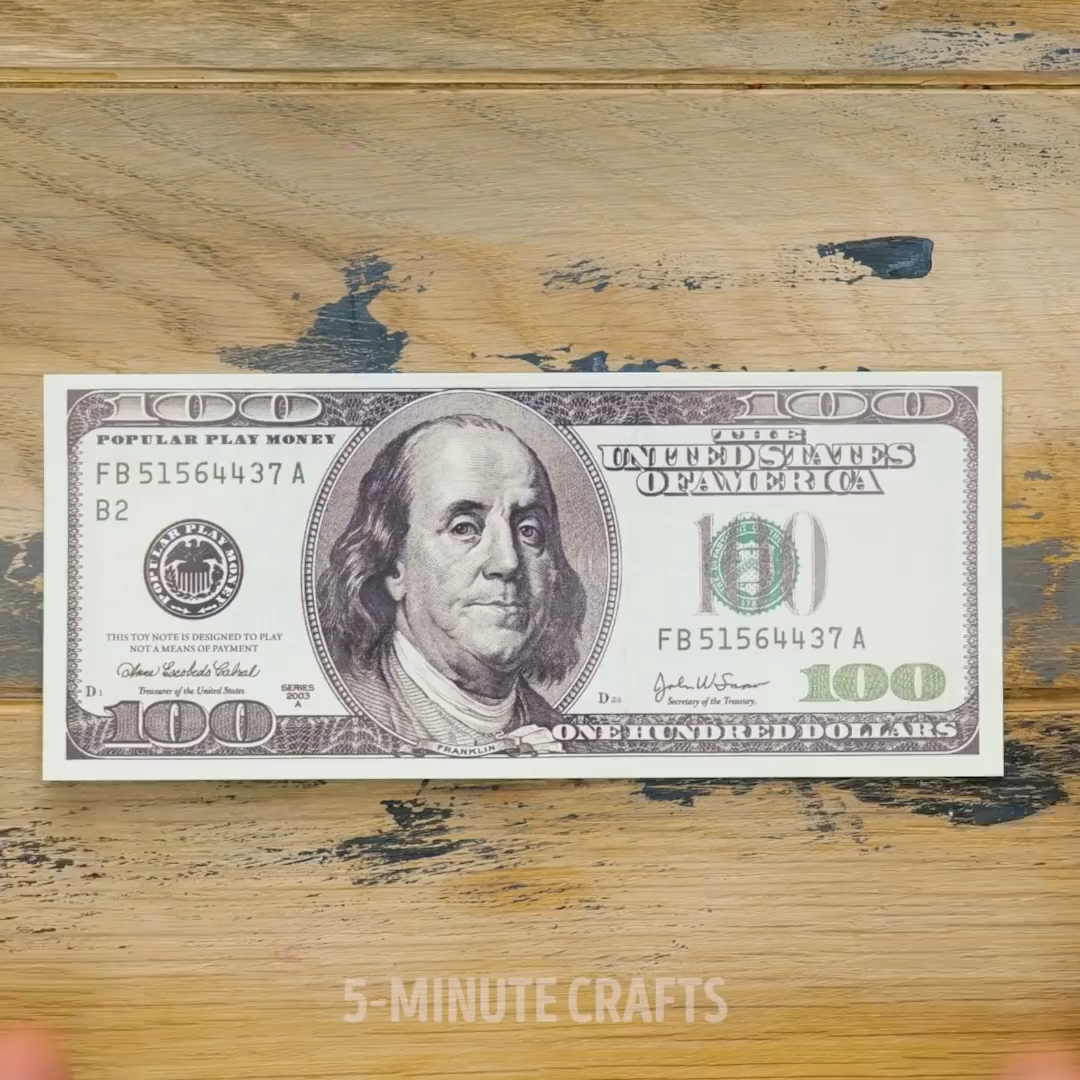 100 100
POPULAR PLAY MONEY
THE
UNITED STATES
OF AMERICA
FB 51564437 A
B2
100
POPULAR PLAY MONEY
FB 51564437 A
THIS TOY NOTE IS DESIGNED TO PLAY
NOT A MEANS OF PAYMENT
Treasurer of the United States.
D1
SERIES
2003
A
D
Secretary of the Treasury.
100
100
FRANKLIN
ONE HUNDRED DOLLARS
5-MINUTE CRAFTS